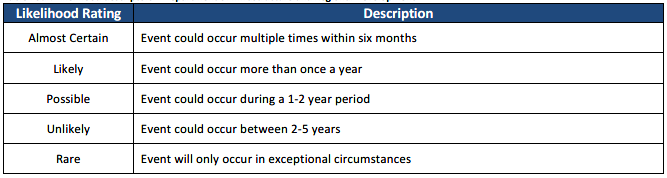 Likelihood Rating Description
Almost Certain Event could occur multiple times within six months
Likely Event could occur more than once a year
Possible Event could occur during a 1-2 year period
Unlikely Event could occur between 2-5 years
Rare Event will only occur in exceptional circumstances